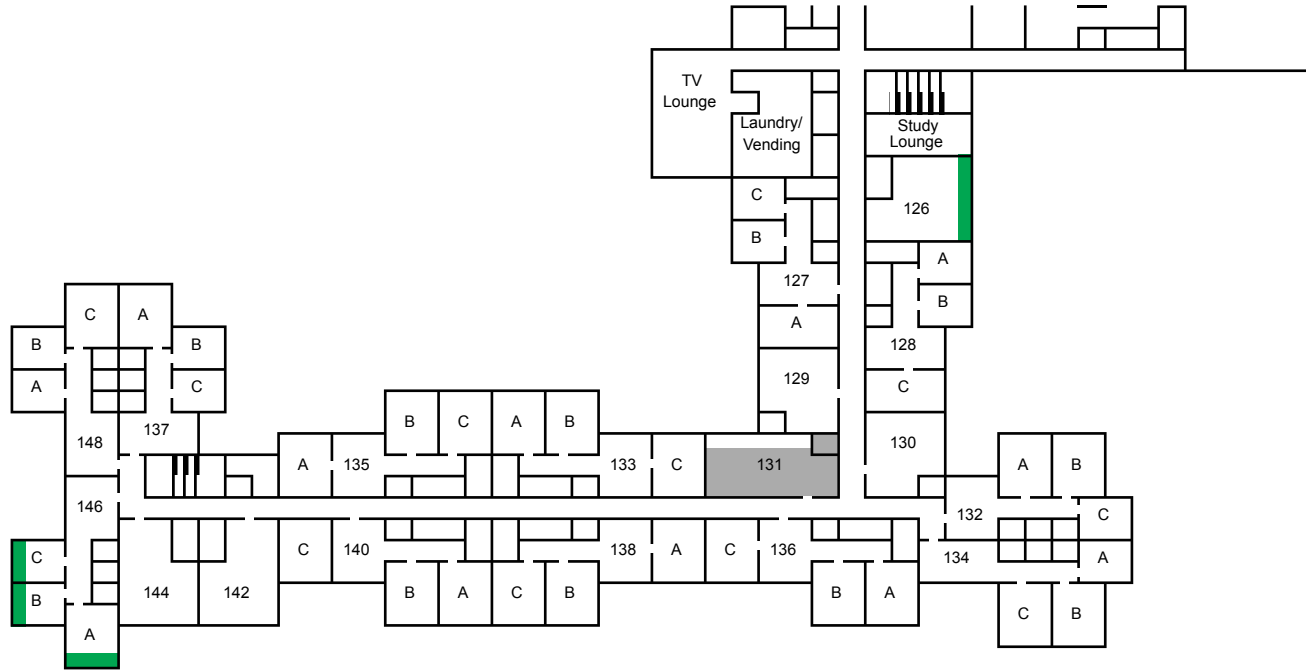 TV
Lounge
Laundry/
Vending
Study
Lounge
C
126
B
A
127
B
A
128
129
C
130
C A
B B
A C
148 137
B C A B
A 135 133 C 131
A B
146
132 C
C 140 138 A C 136 134 A
C
B 144 142
B A C B B A
C B
A